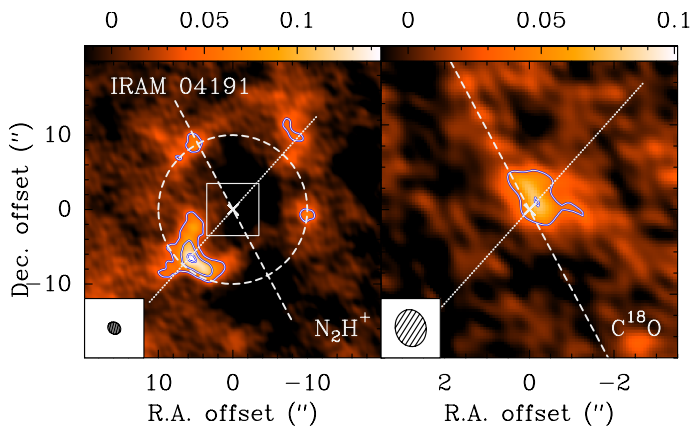 0 0.05 0.1
0 0.05 0.1
IRAM 04191
Dec. offset (")
10
0
−10
N₂H⁺
C¹⁸O
10 0 −10
2 0 −2
R.A. offset (")
R.A. offset (")